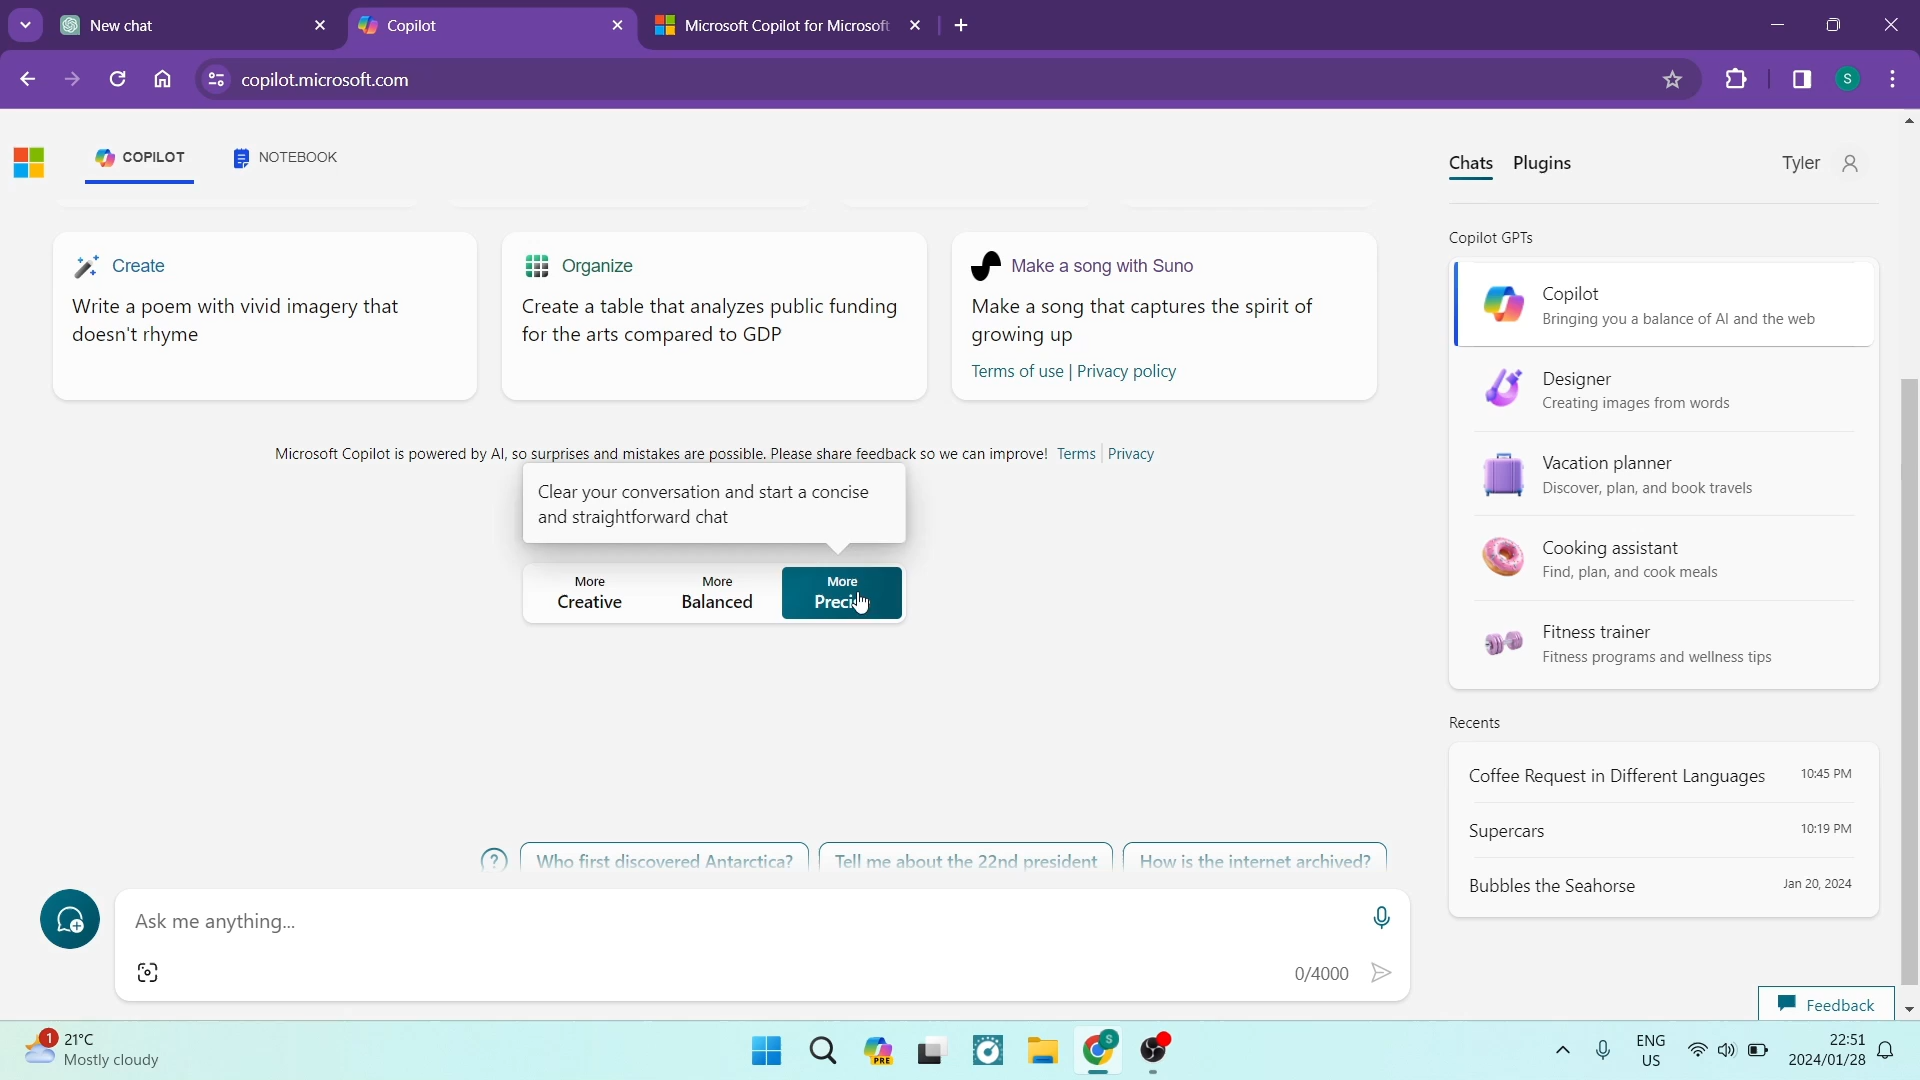 New chat
Copilot
Microsoft Copilot for Microsoft
copilot.microsoft.com
S
COPILOT
NOTEBOOK
Chats
Plugins
Tyler
Create
Write a poem with vivid imagery that
doesn't rhyme
Organize
Create a table that analyzes public funding
for the arts compared to GDP
Make a song with Suno
Make a song that captures the spirit of
growing up
Terms of use | Privacy policy
Microsoft Copilot is powered by AI, so surprises and mistakes are possible. Please share feedback so we can improve! Terms | Privacy
Clear your conversation and start a concise
and straightforward chat
More
Creative
More
Balanced
More
Copilot GPTs
Copilot
Bringing you a balance of AI and the web
Designer
Creating images from words
Vacation planner
Discover, plan, and book travels
Cooking assistant
Find, plan, and cook meals
Fitness trainer
Fitness programs and wellness tips
Recents
Coffee Request in Different Languages 10:45 PM
Supercars 10:19 PM
Bubbles the Seahorse Jan 20, 2024
? Who first discovered Antarctica?
Tell me about the 22nd president
How is the internet archived?
Ask me anything...
0/4000
Feedback
1
21°C
Mostly cloudy
PRE
S
ENG
US
22:51
2024/01/28